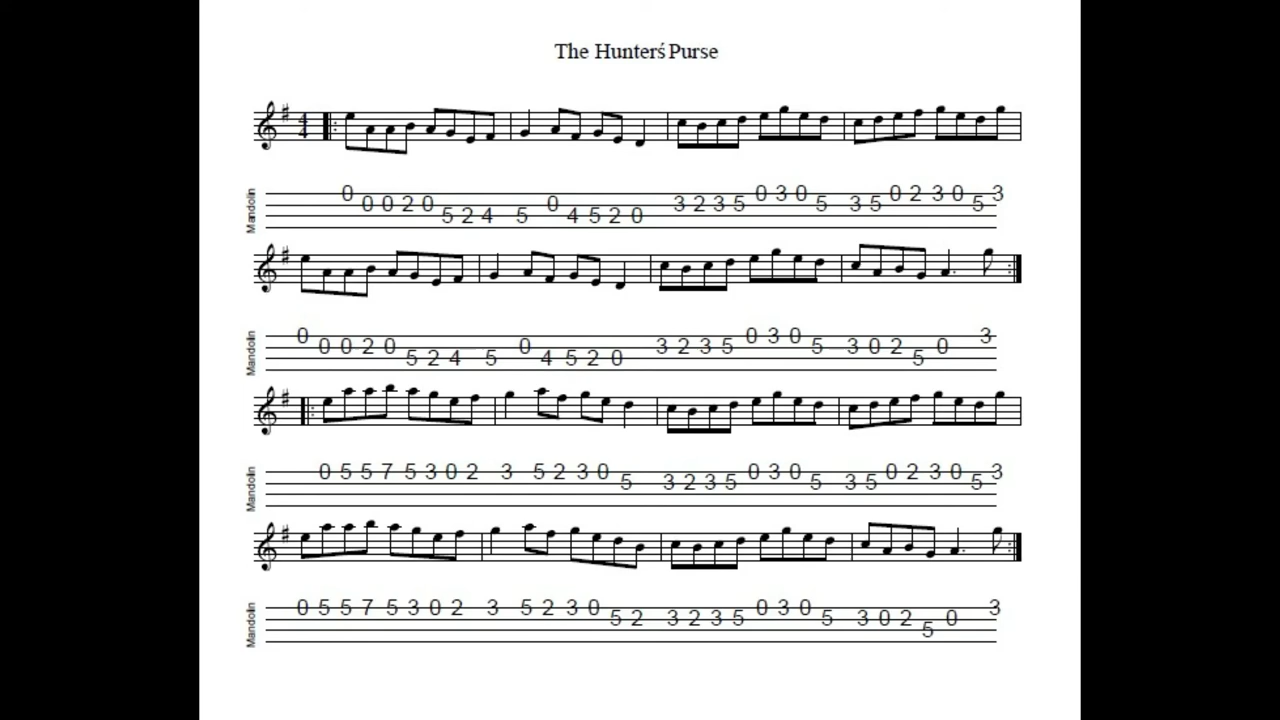 The Hunter´s Purse
4
4
Mandolin
0 0 0 2 0 5 2 4 5 0 4 5 2 0 3 2 3 5 0 3 0 5 3 5 0 2 3 0 5 3
Mandolin
0 0 0 2 0 5 2 4 5 0 4 5 2 0 3 2 3 5 0 3 0 5 3 0 2 5 0 3
Mandolin
0 5 5 7 5 3 0 2 3 5 2 3 0 5 3 2 3 5 0 3 0 5 3 5 0 2 3 0 5 3
Mandolin
0 5 5 7 5 3 0 2 3 5 2 3 0 5 2 3 2 3 5 0 3 0 5 3 0 2 5 0 3